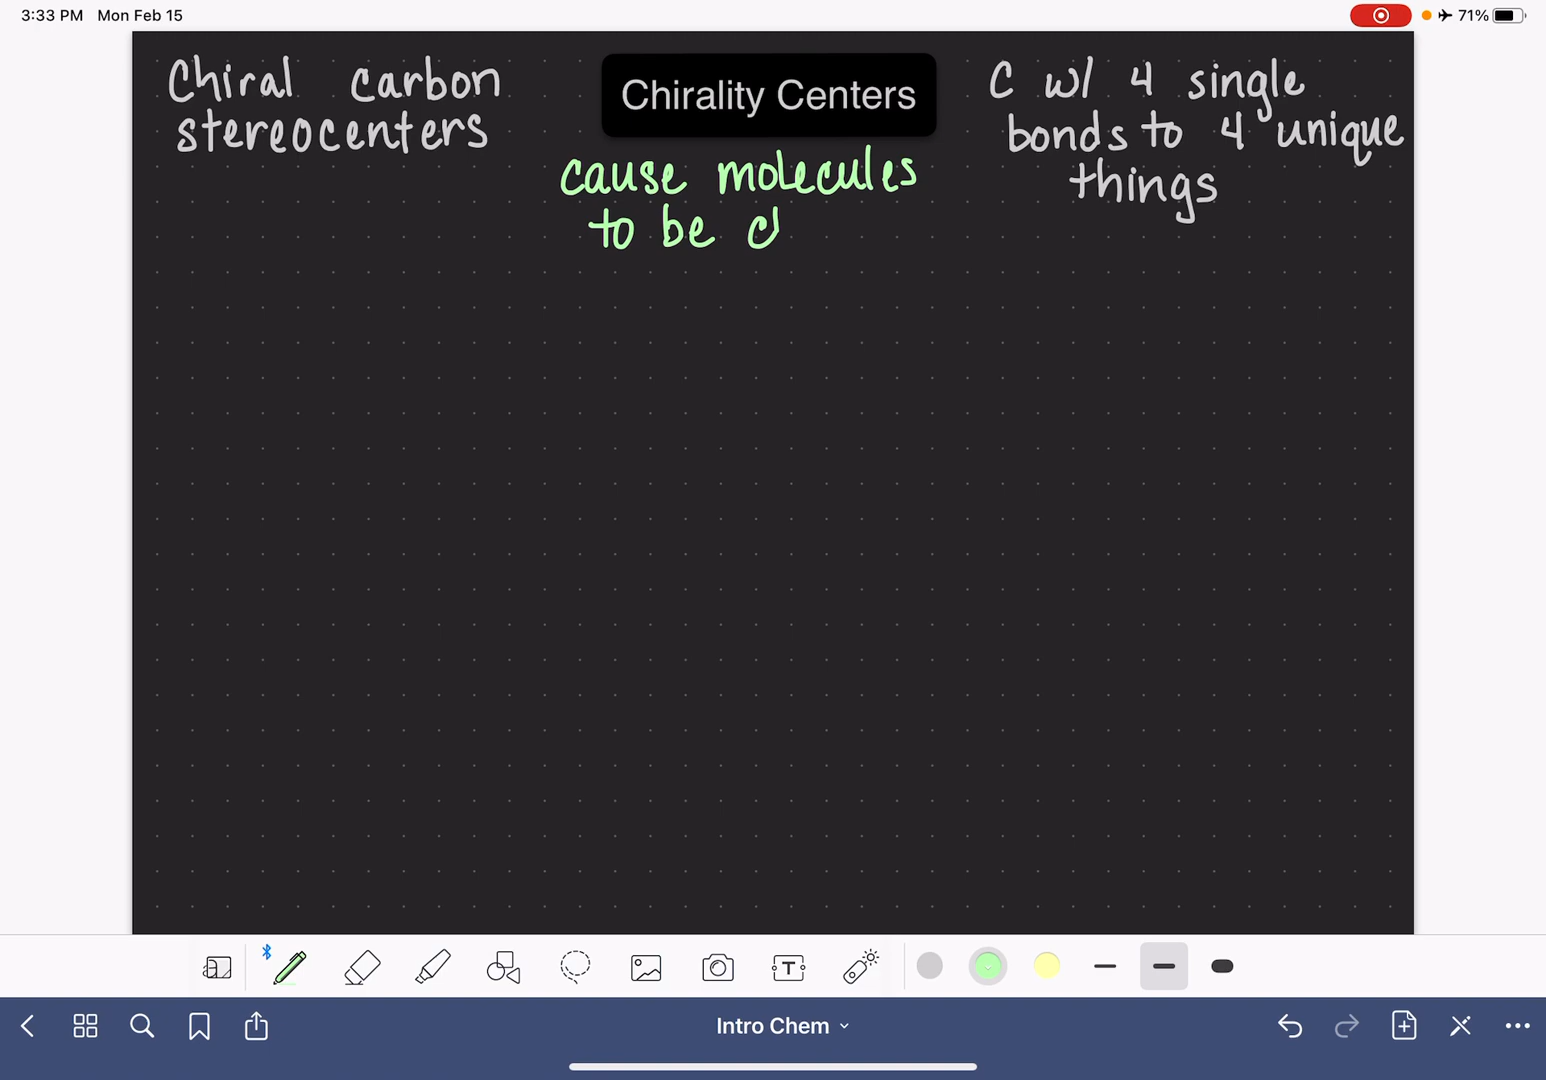 3:33 PM Mon Feb 15
71%
Chiral carbon
stereocenters
Chirality Centers
cause molecules
to be
C w/ 4 single
bonds to 4 unique
things
Intro Chem